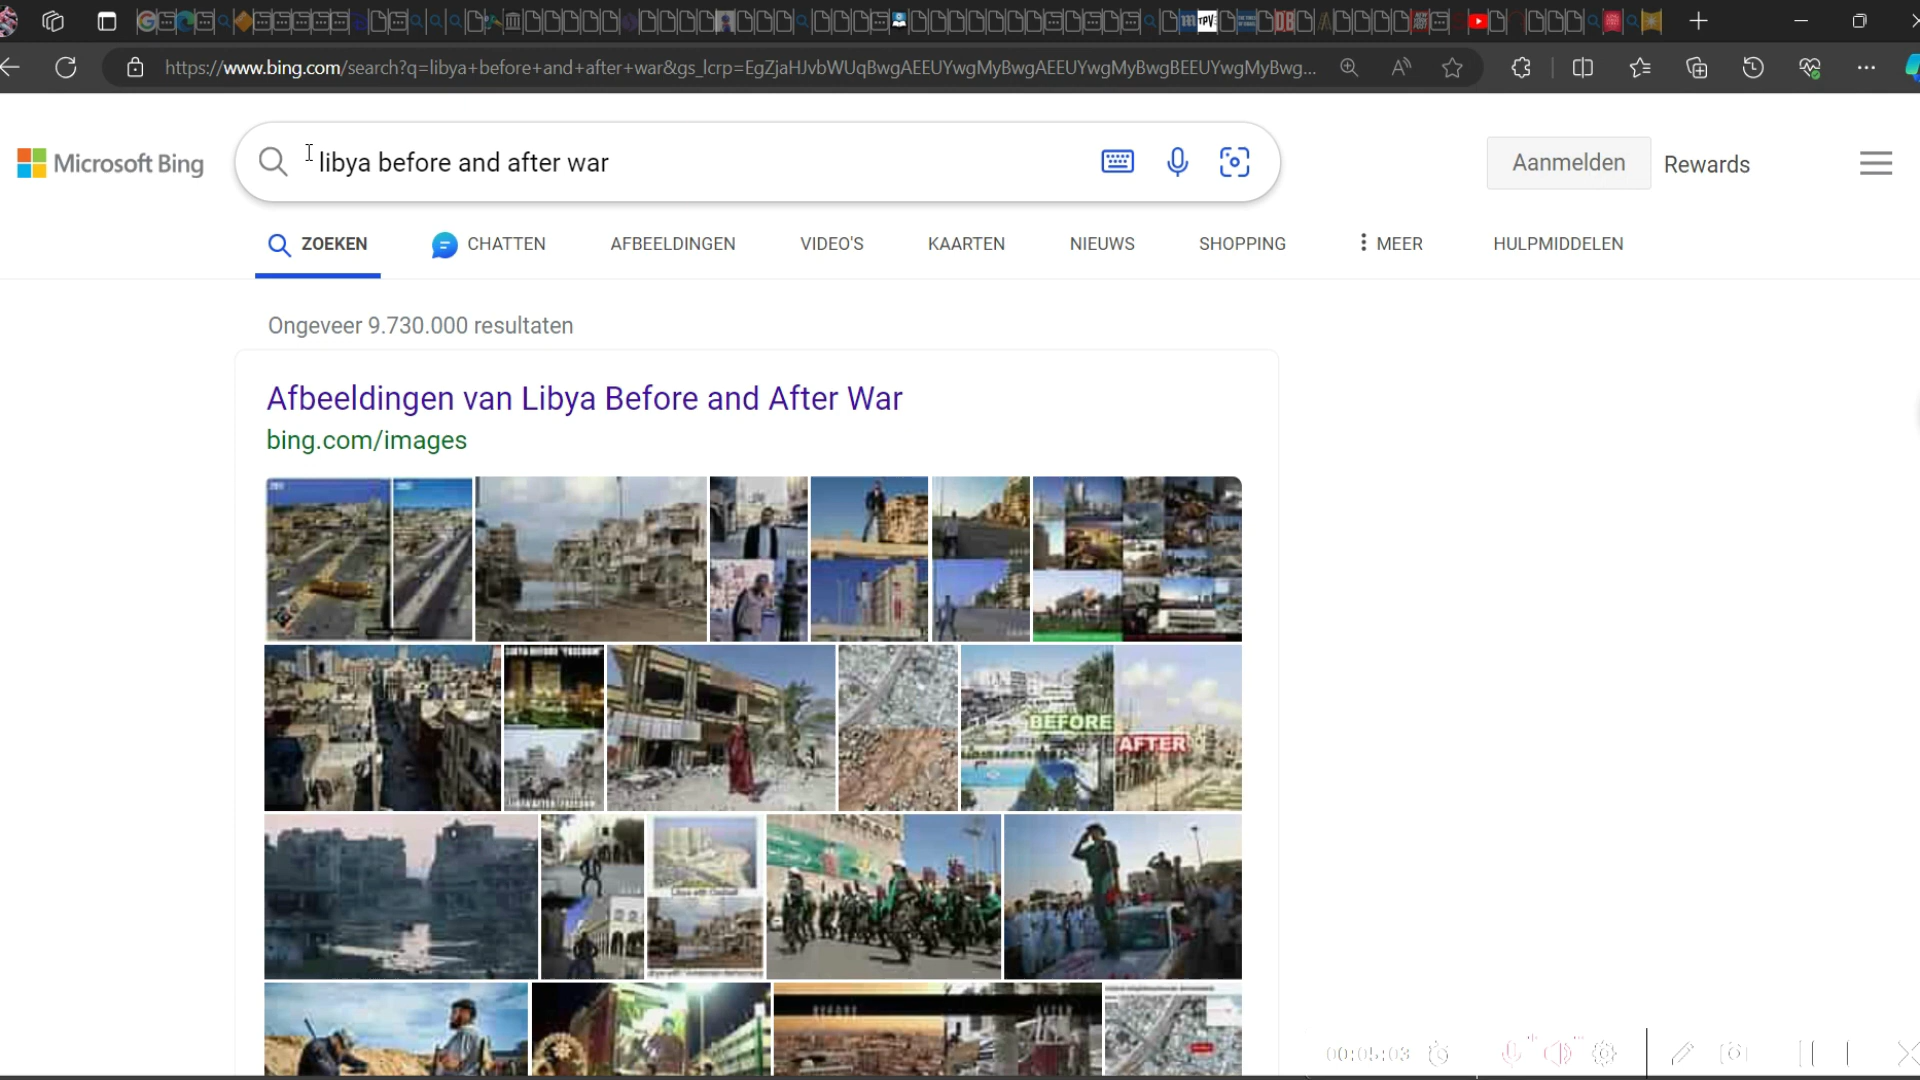 https://www.bing.com/search?q=libya+before+and+after+war&gs_lcrp=EgZjaHJvbWUqBwgAEEUYwgMyBwgAEEUYwgMyBwgBEEUYwgMyBwg...
Microsoft Bing
libya before and after war
Aanmelden
Rewards
ZOEKEN
CHATTEN
AFBEELDINGEN
VIDEO'S
KAARTEN
NIEUWS
SHOPPING
MEER
HULPMIDDELEN
Ongeveer 9.730.000 resultaten
Afbeeldingen van Libya Before and After War
bing.com/images
BEFORE
AFTER
BEFORE
00:05:03